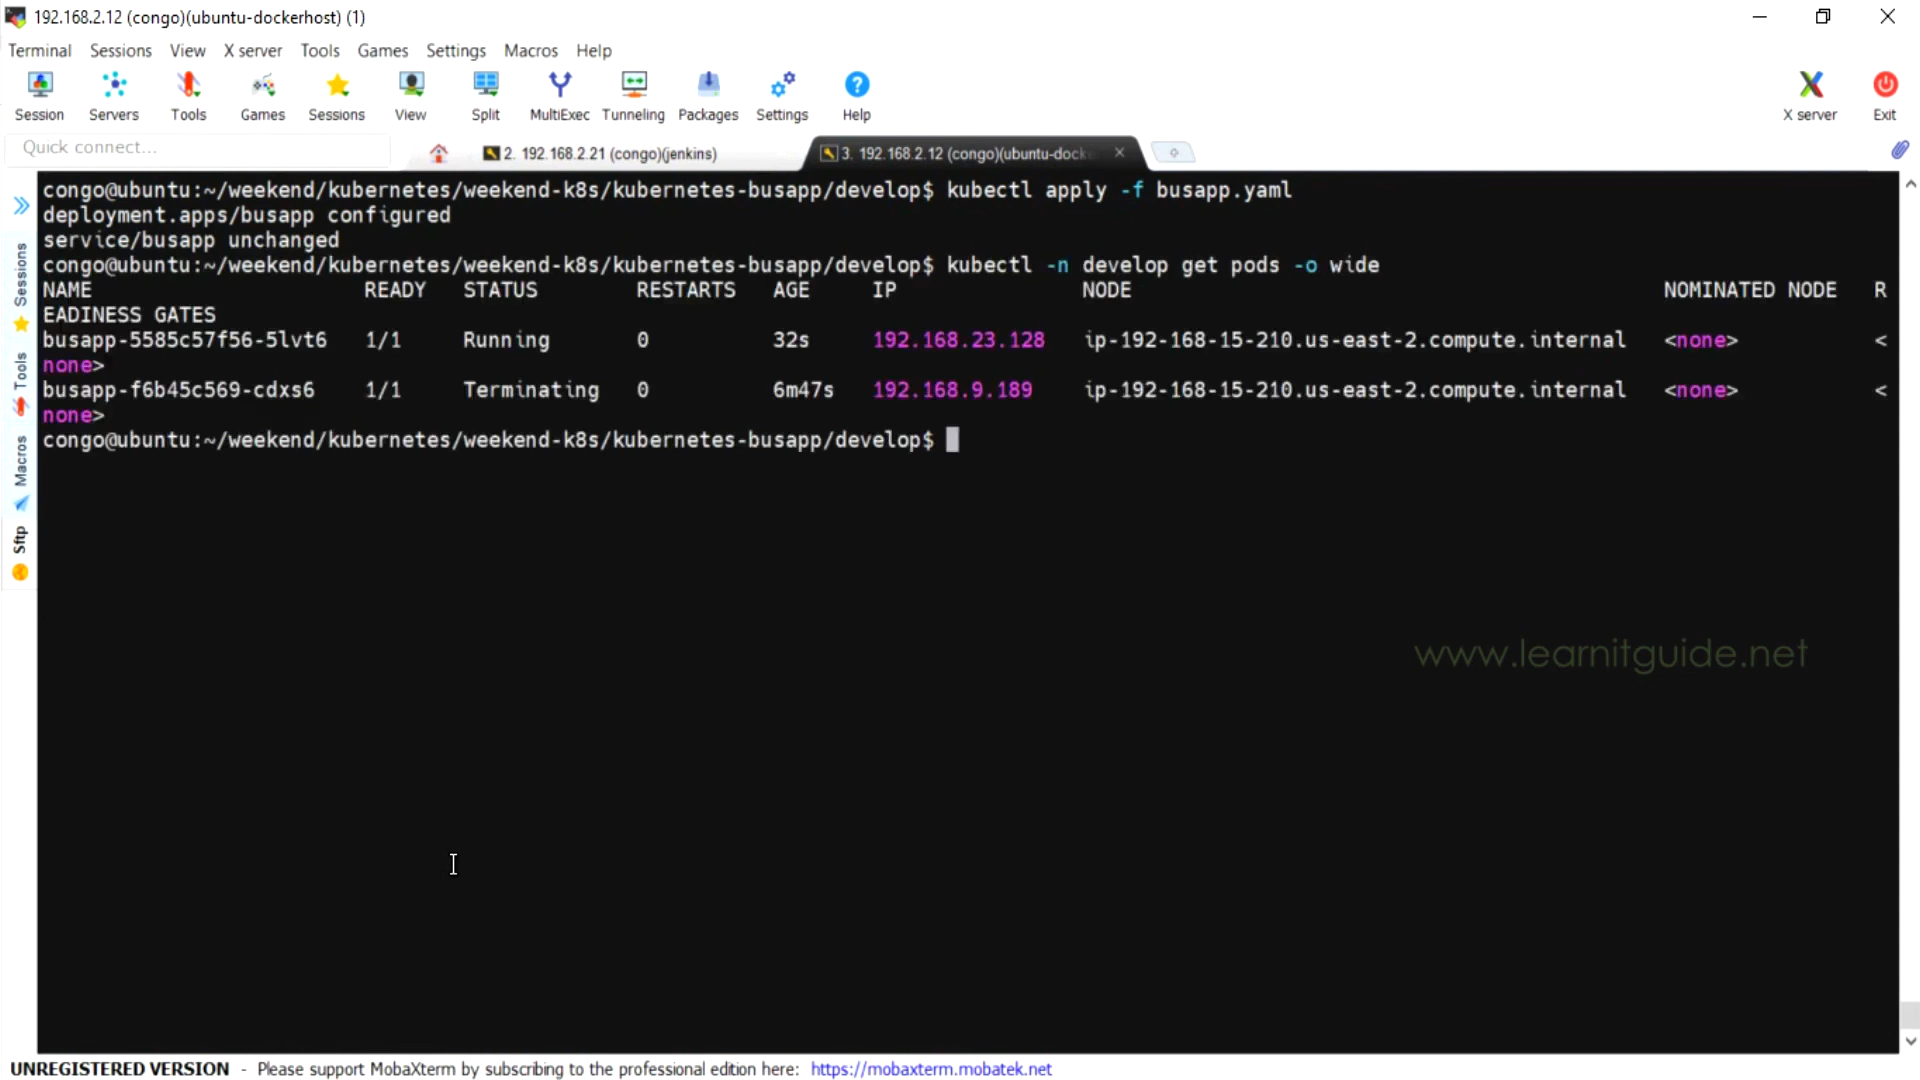 192.168.2.12 (congo)(ubuntu-dockerhost) (1)
Terminal Sessions View X server Tools Games Settings Macros Help
Session Servers Tools Games Sessions View Split MultiExec Tunneling Packages Settings Help X server Exit
Quick connect... 2. 192.168.2.21 (congo)(jenkins) 3. 192.168.2.12 (congo)(ubuntu-docke
congo@ubuntu:~/weekend/kubernetes/weekend-k8s/kubernetes-busapp/develop$ kubectl apply -f busapp.yaml
deployment.apps/busapp configured
service/busapp unchanged
congo@ubuntu:~/weekend/kubernetes/weekend-k8s/kubernetes-busapp/develop$ kubectl -n develop get pods -o wide
NAME READY STATUS RESTARTS AGE IP NODE NOMINATED NODE R
EADINESS GATES
busapp-5585c57f56-5lvt6 1/1 Running 0 32s 192.168.23.128 ip-192-168-15-210.us-east-2.compute.internal <none> <
none>
busapp-f6b45c569-cdxs6 1/1 Terminating 0 6m47s 192.168.9.189 ip-192-168-15-210.us-east-2.compute.internal <none> <
none>
congo@ubuntu:~/weekend/kubernetes/weekend-k8s/kubernetes-busapp/develop$
Sessions
Tools
Macros
Sftp
www.learnitguide.net
UNREGISTERED VERSION - Please support MobaXterm by subscribing to the professional edition here: https://mobaxterm.mobatek.net